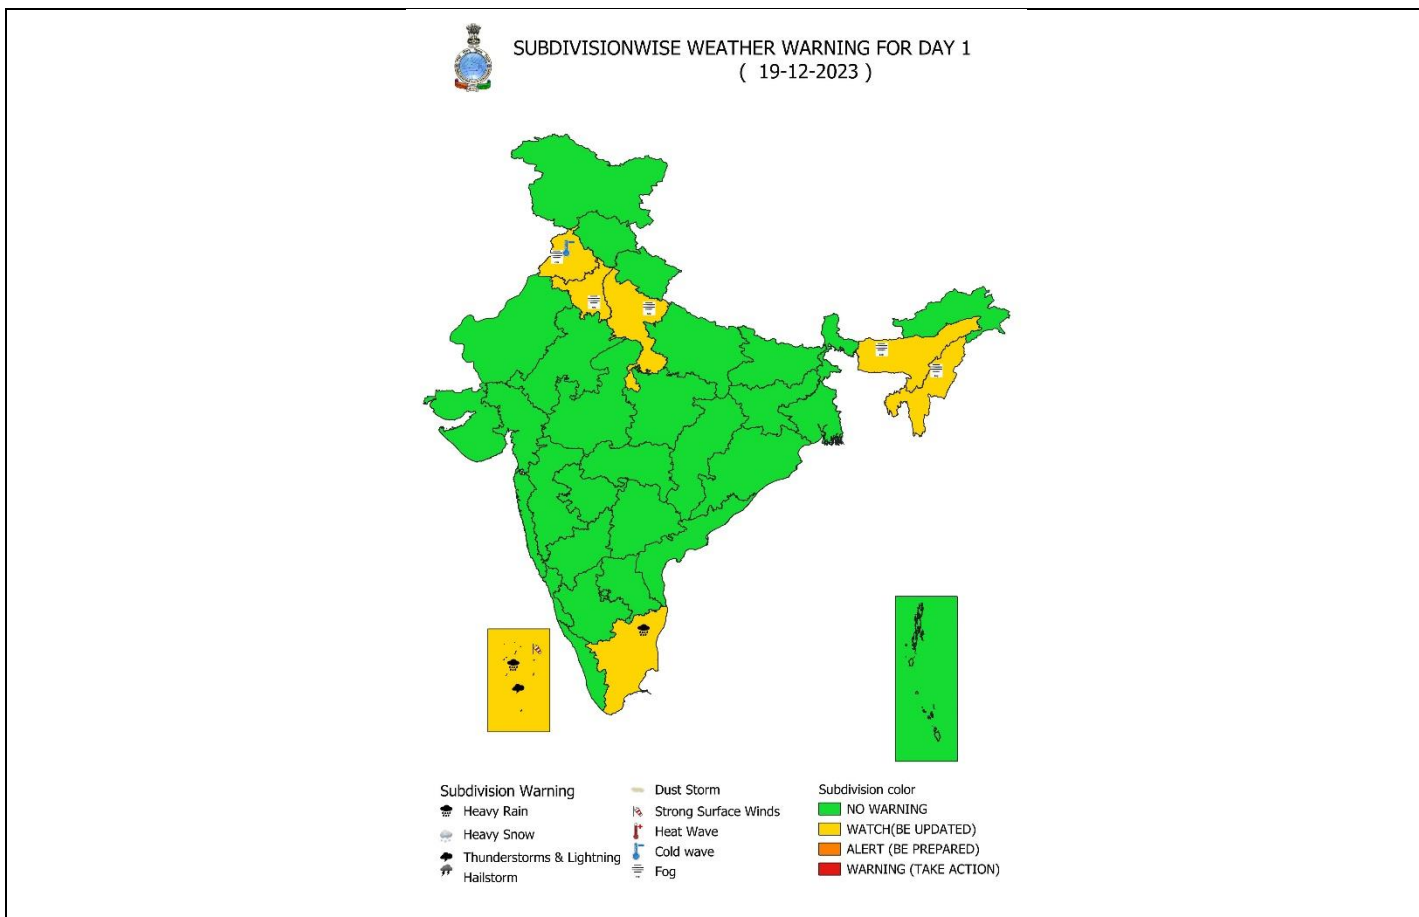 SUBDIVISIONWISE WEATHER WARNING FOR DAY 1
( 19-12-2023 )
Subdivision Warning
Heavy Rain
Heavy Snow
Thunderstorms & Lightning
Hailstorm
Dust Storm
Strong Surface Winds
Heat Wave
Cold wave
Fog
Subdivision color
NO WARNING
WATCH(BE UPDATED)
ALERT (BE PREPARED)
WARNING (TAKE ACTION)